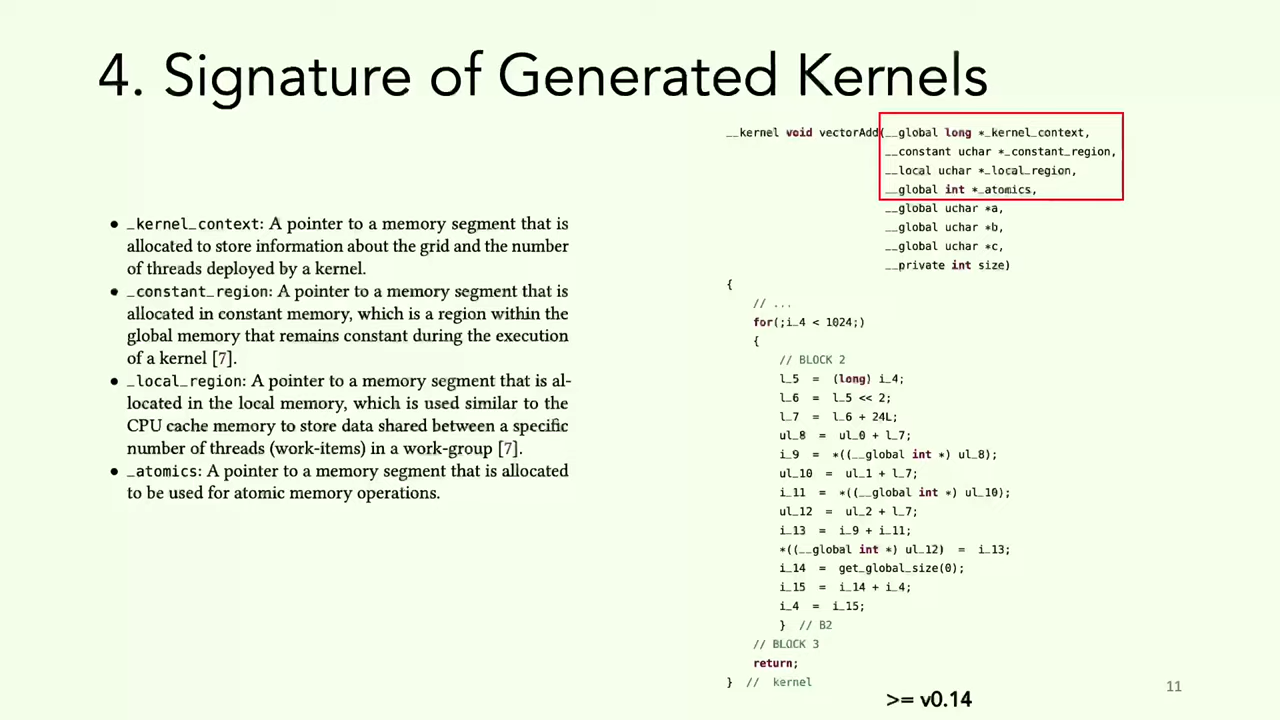 4. Signature of Generated Kernels
• _kernel_context: A pointer to a memory segment that is
allocated to store information about the grid and the number
of threads deployed by a kernel.
• _constant_region: A pointer to a memory segment that is
allocated in constant memory, which is a region within the
global memory that remains constant during the execution
of a kernel [7].
• _local_region: A pointer to a memory segment that is al-
located in the local memory, which is used similar to the
CPU cache memory to store data shared between a specific
number of threads (work-items) in a work-group [7].
• _atomics: A pointer to a memory segment that is allocated
to be used for atomic memory operations.
__kernel void vectorAdd(__global long *_kernel_context,
__constant uchar *_constant_region,
__local uchar *_local_region,
__global int *_atomics,
__global uchar *a,
__global uchar *b,
__global uchar *c,
__private int size)
{
// ...
for(;i_4 < 1024;)
{
// BLOCK 2
l_5 = (long) i_4;
l_6 = l_5 << 2;
l_7 = l_6 + 24L;
ul_8 = ul_0 + l_7;
i_9 = *((__global int *) ul_8);
ul_10 = ul_1 + l_7;
i_11 = *((__global int *) ul_10);
ul_12 = ul_2 + l_7;
i_13 = i_9 + i_11;
*((__global int *) ul_12) = i_13;
i_14 = get_global_size(0);
i_15 = i_14 + i_4;
i_4 = i_15;
} // B2
// BLOCK 3
return;
} // kernel
>= v0.14
11